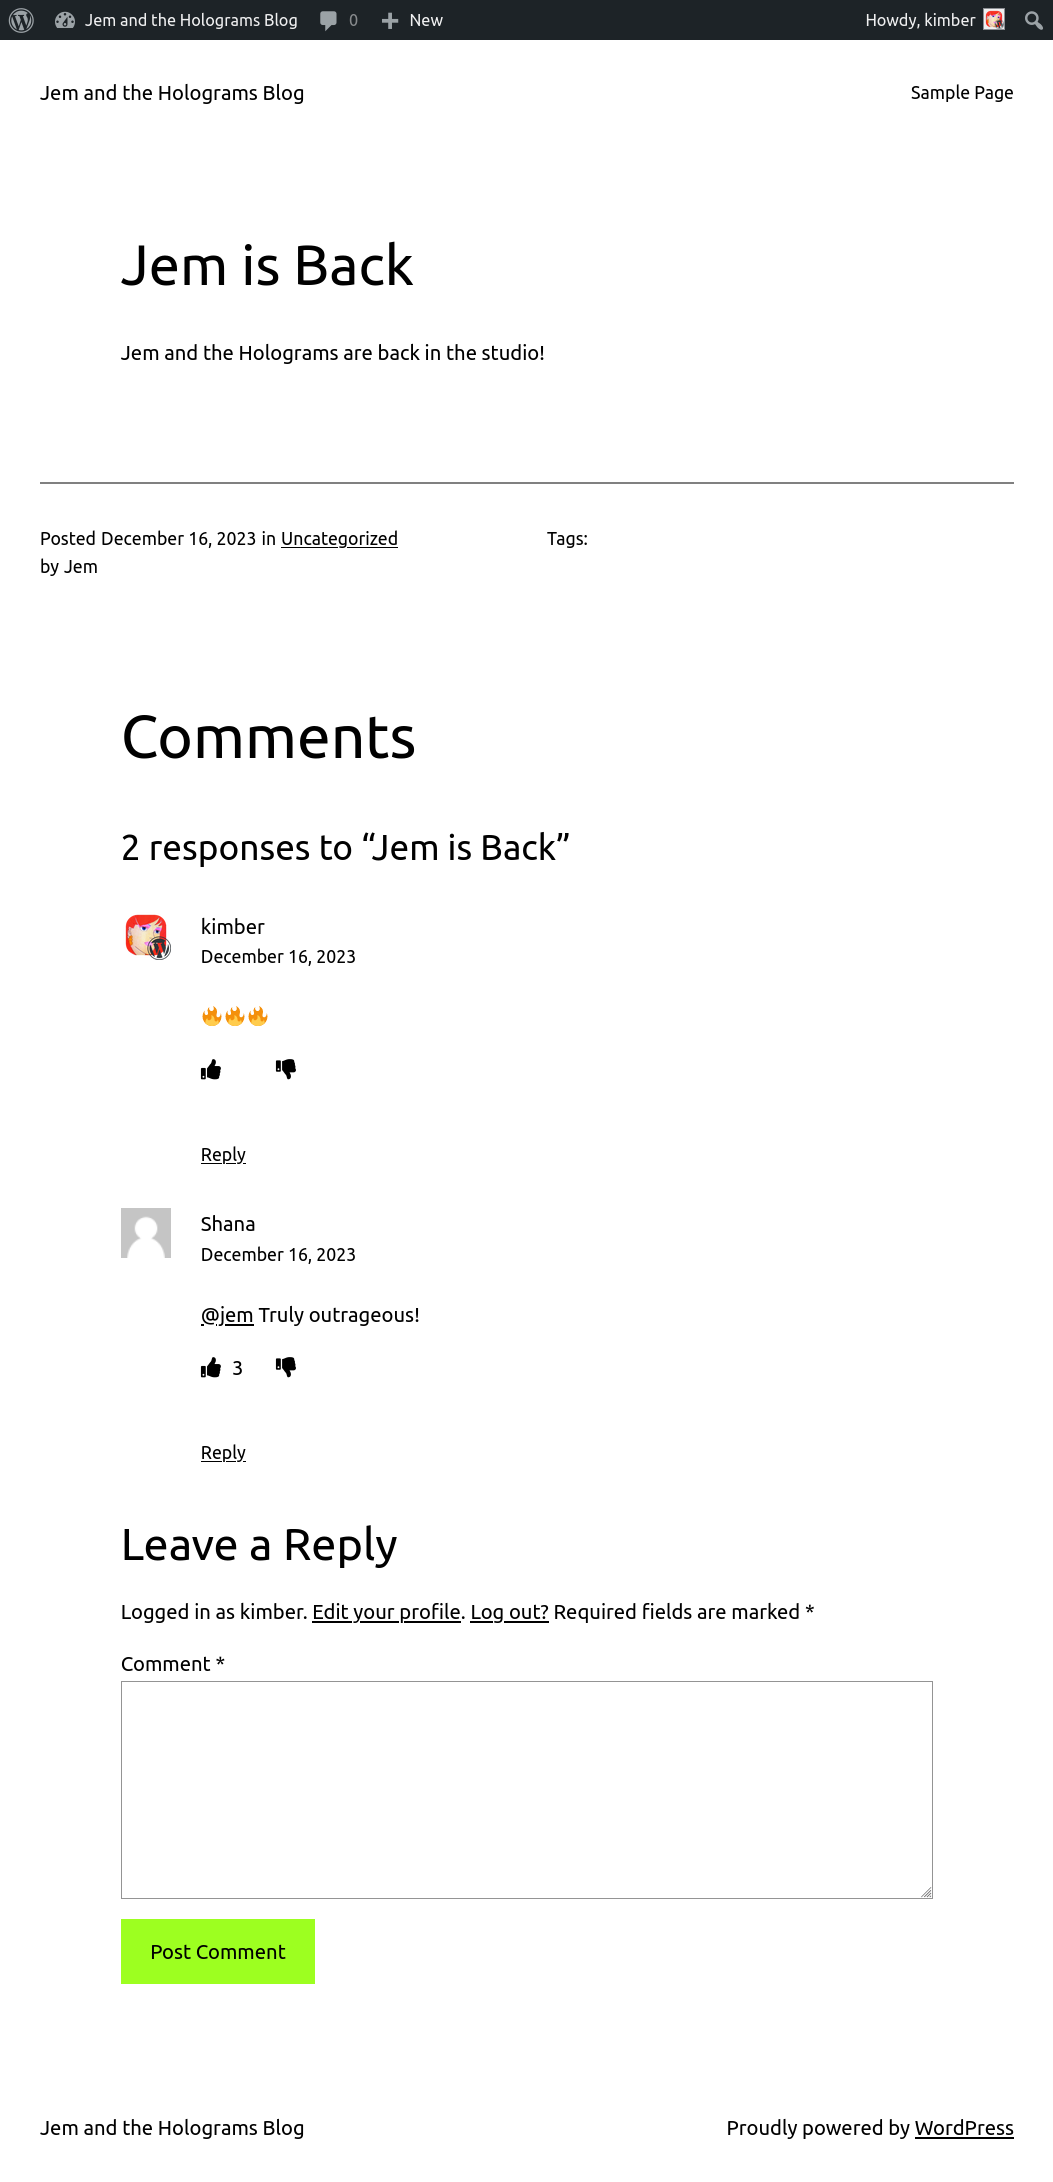 Jem and the Holograms Blog 0 New Howdy, kimber
Jem and the Holograms Blog Sample Page
Jem is Back
Jem and the Holograms are back in the studio!
Posted December 16, 2023 in Uncategorized
by Jem
Tags:
Comments
2 responses to “Jem is Back”
kimber
December 16, 2023
🔥🔥🔥
Reply
Shana
December 16, 2023
@jem Truly outrageous!
3
Reply
Leave a Reply
Logged in as kimber. Edit your profile. Log out? Required fields are marked *
Comment *
Post Comment
Jem and the Holograms Blog Proudly powered by WordPress